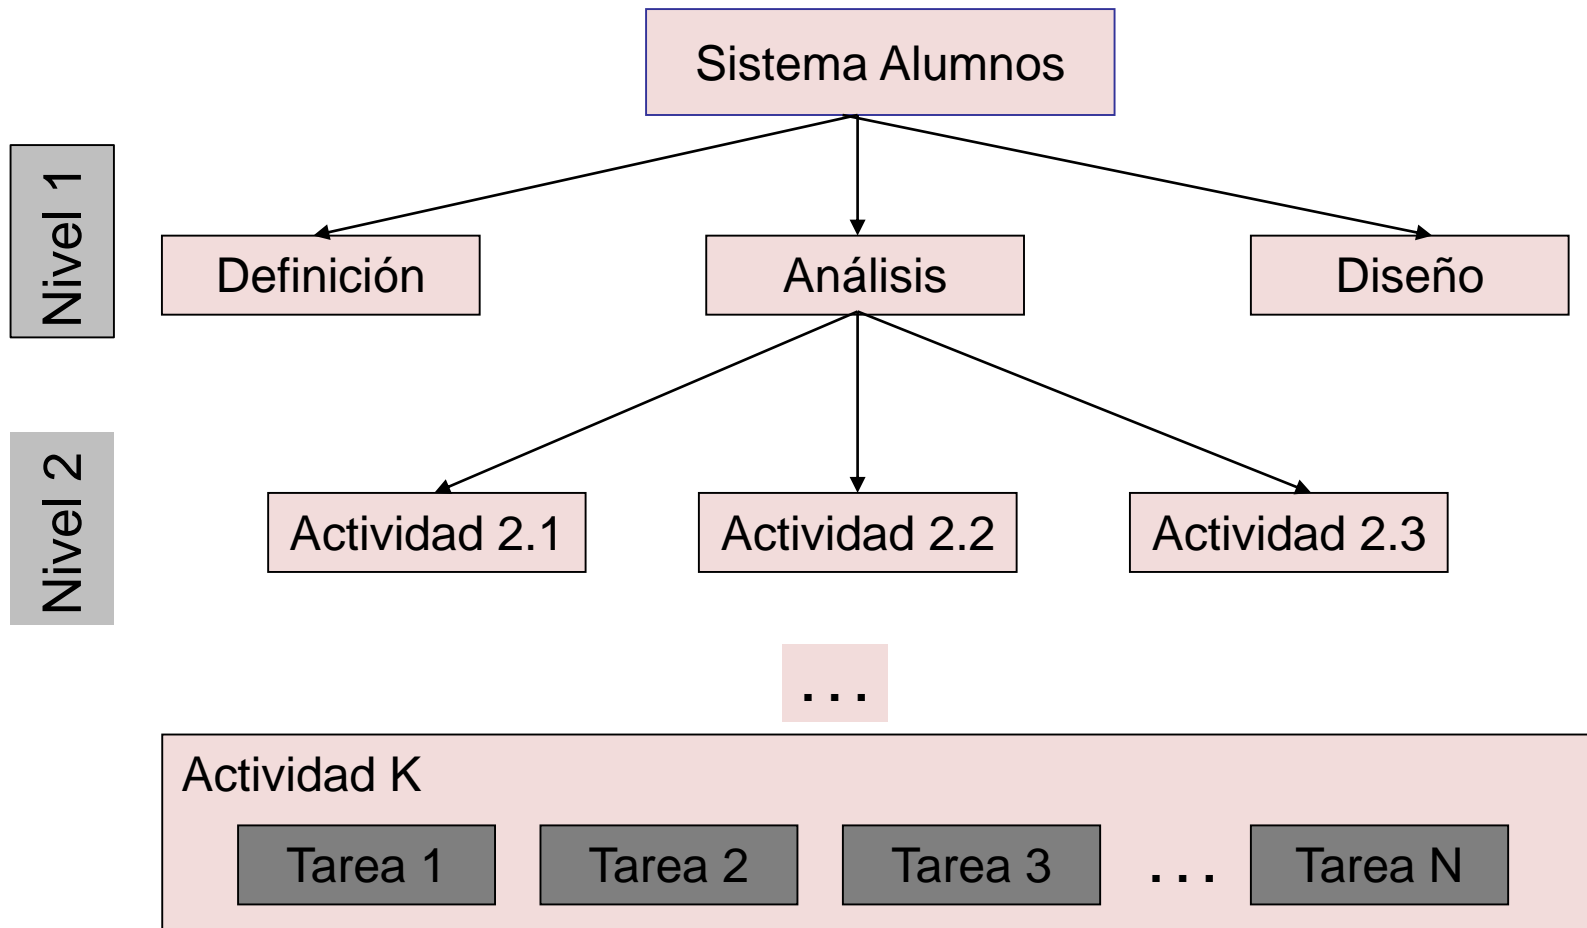 Sistema Alumnos
Nivel 1
Definición
Análisis
Diseño
Nivel 2
Actividad 2.1
Actividad 2.2
Actividad 2.3
...
Actividad K
Tarea 1
Tarea 2
Tarea 3
...
Tarea N